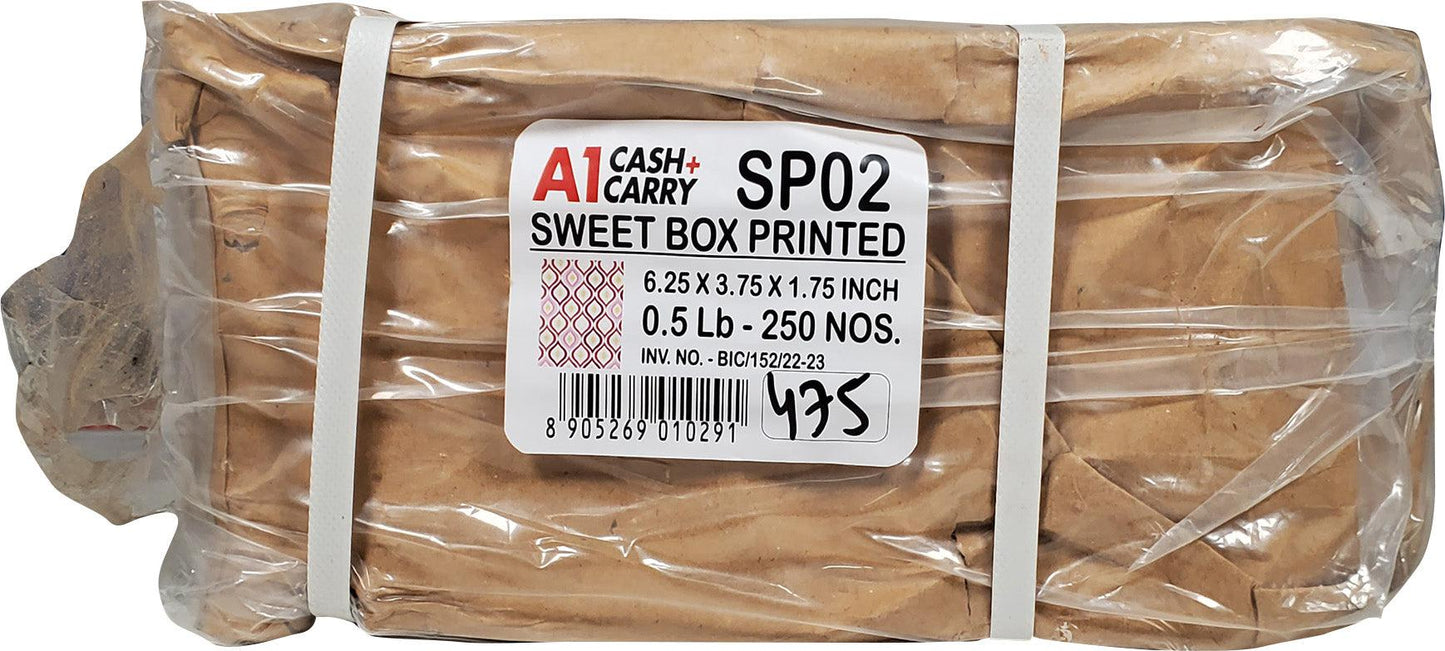 A1 CASH+ CARRY SP02
SWEET BOX PRINTED
6.25 X 3.75 X 1.75 INCH
0.5 Lb - 250 NOS.
INV. NO. - BIC/152/22-23
475
8 905269 010291